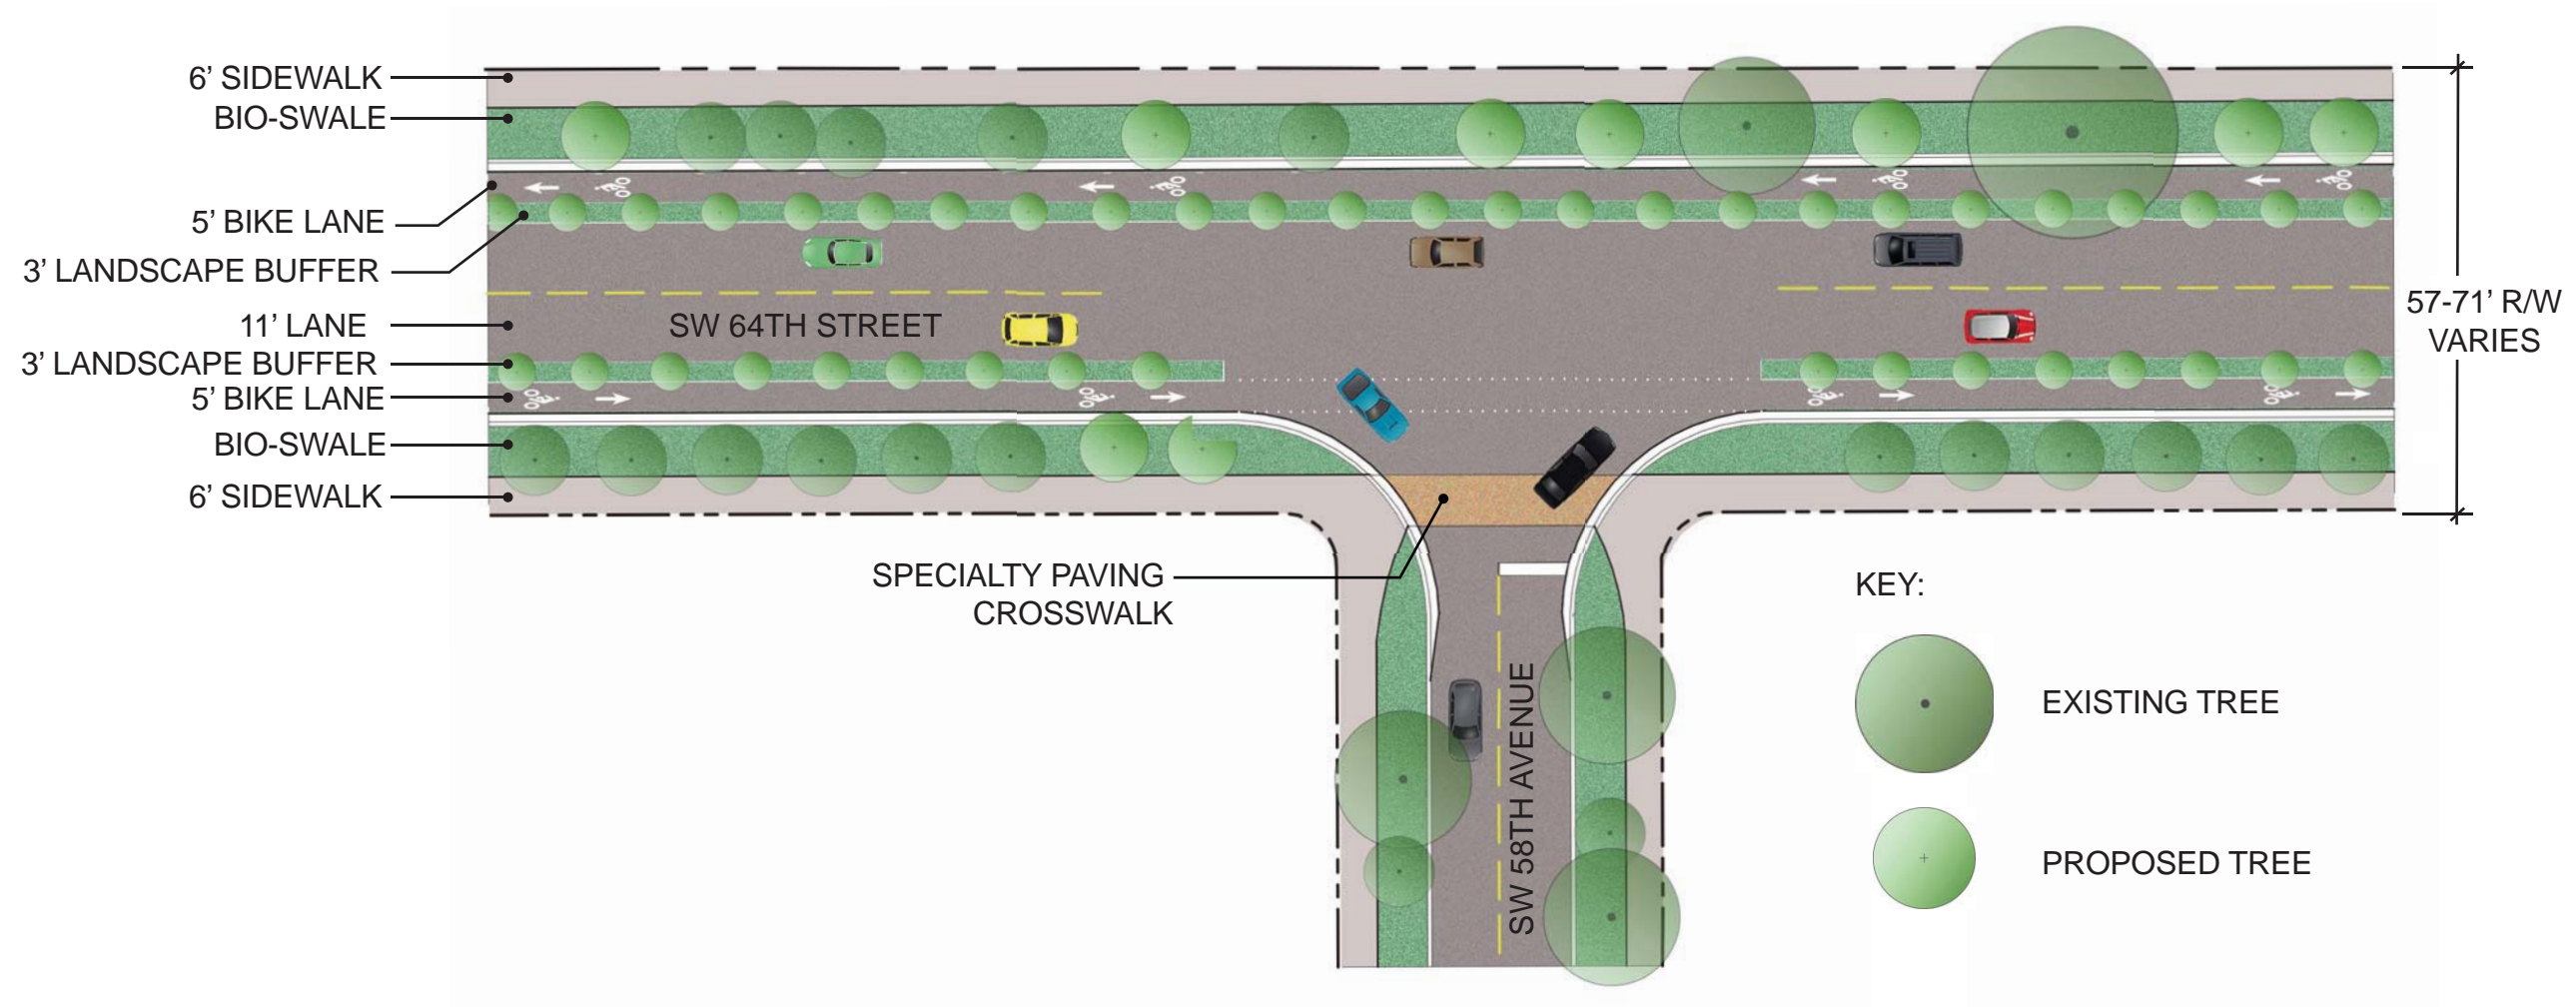 6’ SIDEWALK
BIO-SWALE
5’ BIKE LANE
3’ LANDSCAPE BUFFER
11’ LANE
SW 64TH STREET
3’ LANDSCAPE BUFFER
5’ BIKE LANE
BIO-SWALE
6’ SIDEWALK
57-71’ R/W
VARIES
SPECIALTY PAVING
CROSSWALK
SW 58TH AVENUE
KEY:
EXISTING TREE
PROPOSED TREE